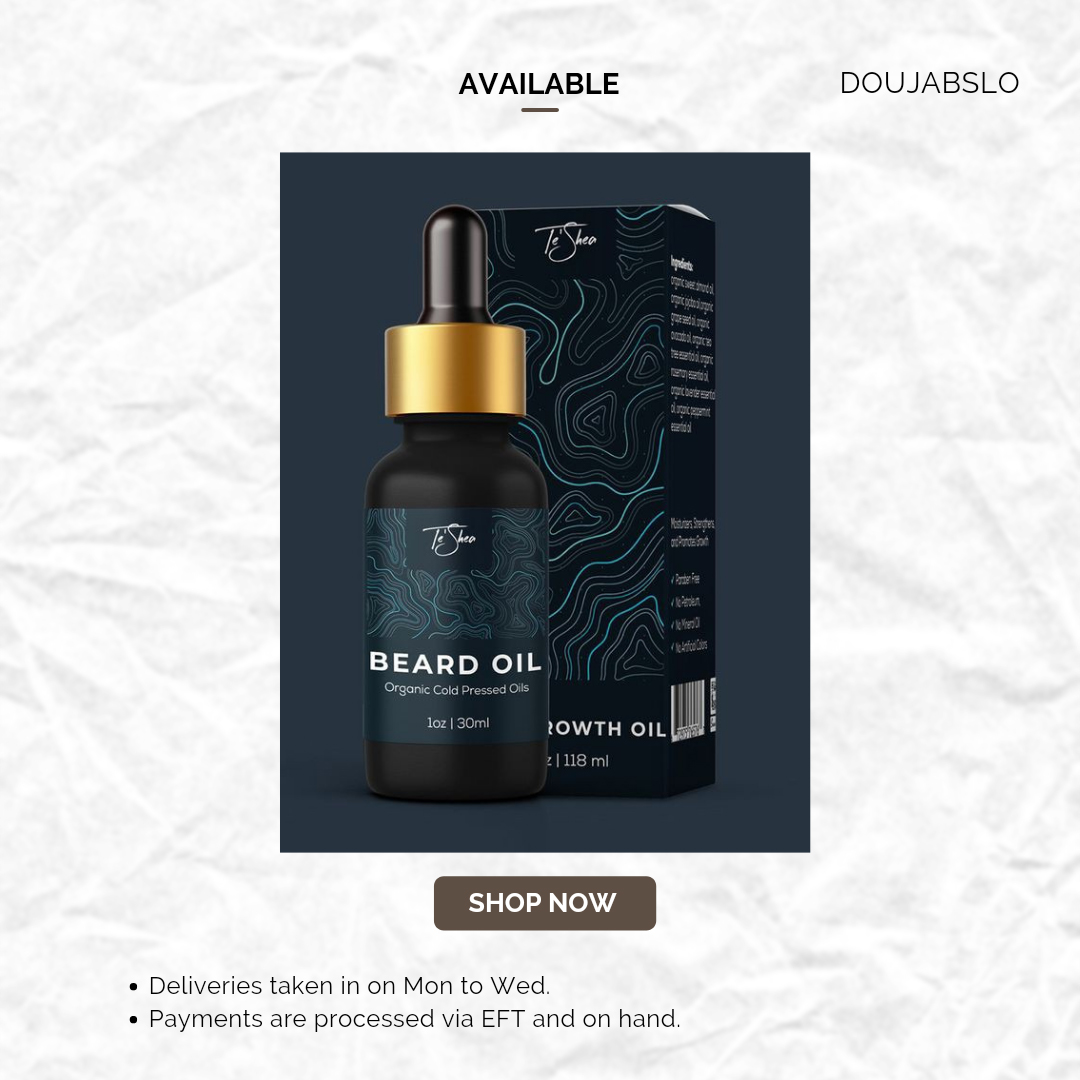 AVAILABLE
DOUJABSLO
Te'Shea
Ingredients:
organic sweet almond oil,
organic jojoba oil, organic
grape seed oil, organic
avocado oil, organic tea
tree essential oil, organic
rosemary essential oil,
organic lavender essential
oil, organic peppermint
essential oil
Moisturizes, Strengthens,
and Promotes Growth
✓ Paraben Free
✓ No Petroleum
✓ No Mineral Oil
✓ No Artificial Colors
ROWTH OIL
z | 118 ml
Te'Shea
BEARD OIL
Organic Cold Pressed Oils
1oz | 30ml
SHOP NOW
• Deliveries taken in on Mon to Wed.
• Payments are processed via EFT and on hand.